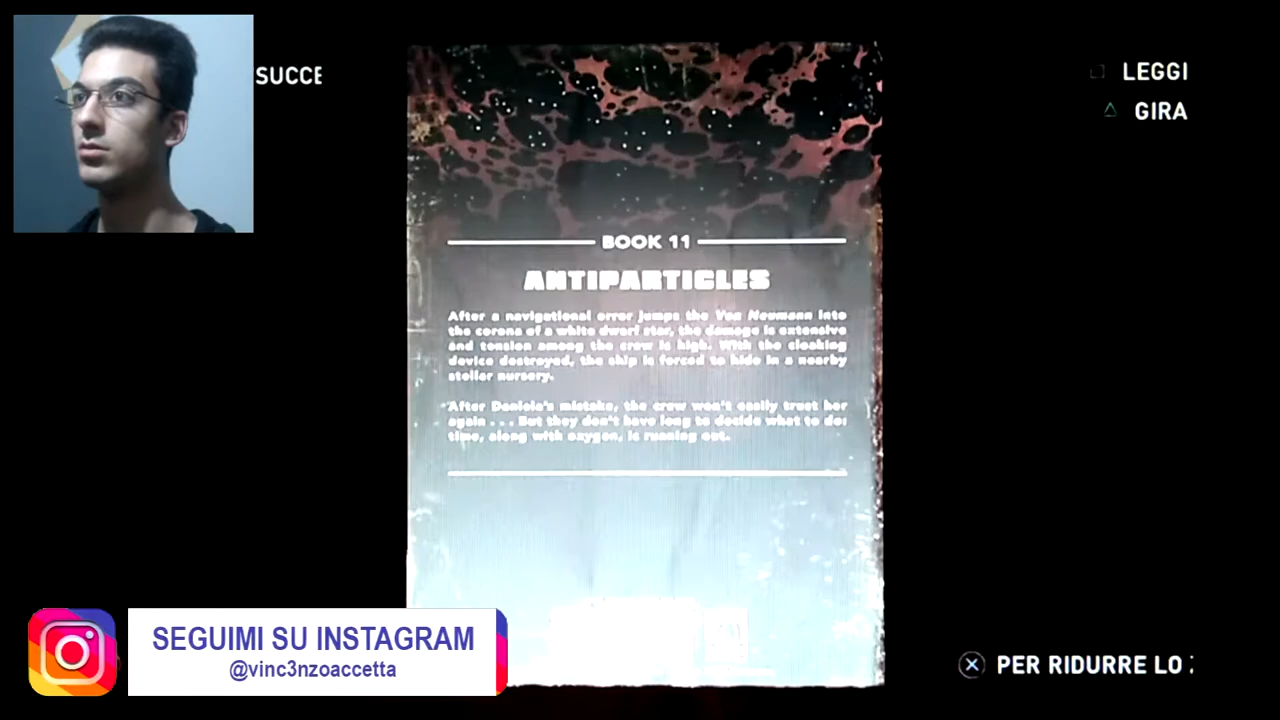 SUCCE
LEGGI
GIRA
BOOK 11
ANTIPARTICLES
After a navigational error jumps the Von Neumann into
the corona of a white dwarf star, the damage is extensive
and tension among the crew is high. With the cloaking
device destroyed, the ship is forced to hide in a nearby
stellar nursery.
After Daniela's mistake, the crew won't easily trust her
again . . . But they don't have long to decide what to do:
time, along with oxygen, is running out.
SEGUIMI SU INSTAGRAM
@vinc3nzoaccetta
PER RIDURRE LO